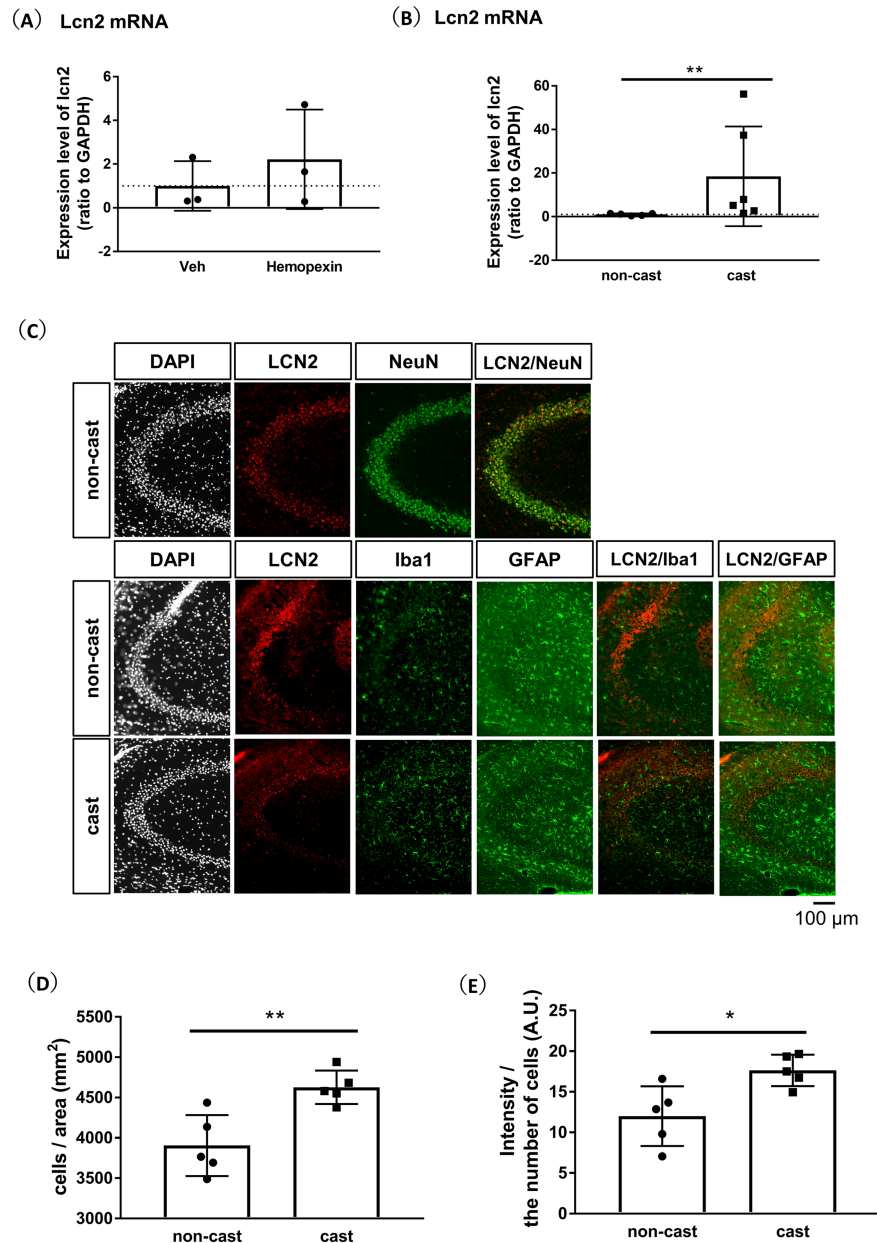 (A) Lcn2 mRNA
Expression level of lcn2
(ratio to GAPDH)
6
4
2
0
-2
Veh
Hemopexin
(B) Lcn2 mRNA
Expression level of lcn2
(ratio to GAPDH)
**
60
40
20
0
-20
non-cast
cast
(C)
DAPI LCN2 NeuN LCN2/NeuN
non-cast
DAPI LCN2 Iba1 GFAP LCN2/Iba1 LCN2/GFAP
non-cast
cast
100 μm
(D)
cells / area (mm²)
**
5500
5000
4500
4000
3500
3000
non-cast
cast
(E)
Intensity /
the number of cells (A.U.)
*
25
20
15
10
5
0
non-cast
cast